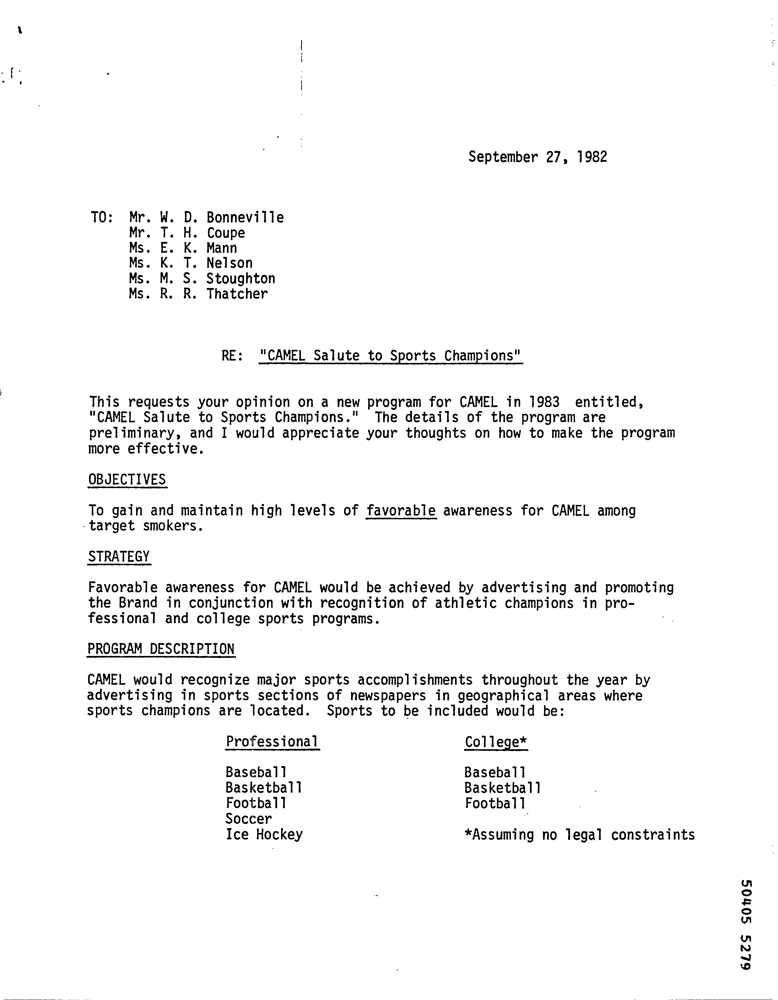 September 27, 1982
TO: Mr. W. D. Bonneville
Mr. T. H. Coupe
Ms. E. K. Mann
Ms. K. T. Nelson
Ms. M. S. Stoughton
Ms. R. R. Thatcher
RE: "CAMEL Salute to Sports Champions"
This requests your opinion on a new program for CAMEL in 1983 entitled,
"CAMEL Salute to Sports Champions." The details of the program are
preliminary, and I would appreciate your thoughts on how to make the program
more effective.
OBJECTIVES
To gain and maintain high levels of favorable awareness for CAMEL among
target smokers.
STRATEGY
Favorable awareness for CAMEL would be achieved by advertising and promoting
the Brand in conjunction with recognition of athletic champions in pro-
fessional and college sports programs.
PROGRAM DESCRIPTION
CAMEL would recognize major sports accomplishments throughout the year by
advertising in sports sections of newspapers in geographical areas where
sports champions are located. Sports to be included would be:
Professional College*
Baseball Baseball
Basketball Basketball
Football Football
Soccer
Ice Hockey *Assuming no legal constraints
50405 5279